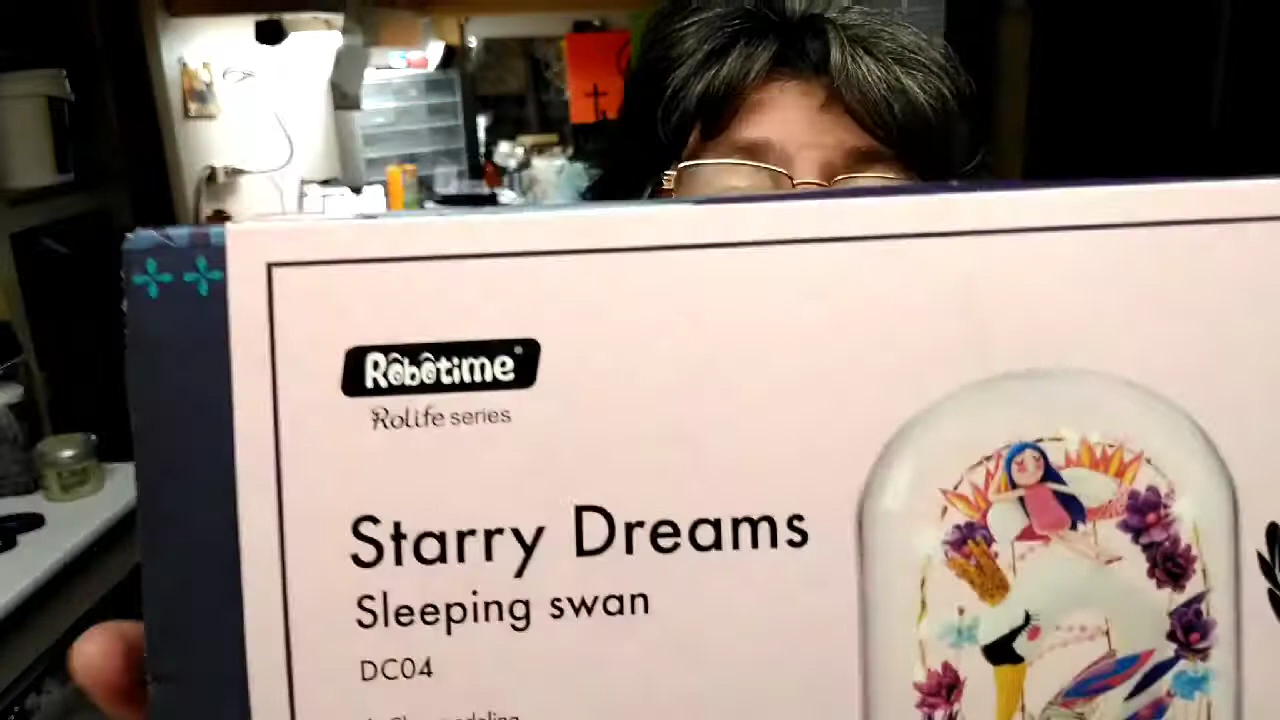 Robotime
Rolife series
Starry Dreams
Sleeping swan
DC04